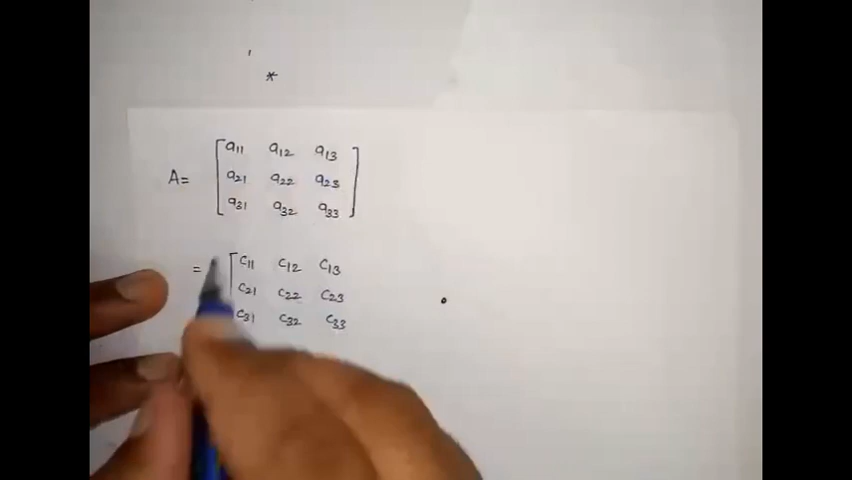 *
a11 a12 a13
A= a21 a22 a23
a31 a32 a33
= c11 c12 c13
c21 c22 c23
c31 c32 c33